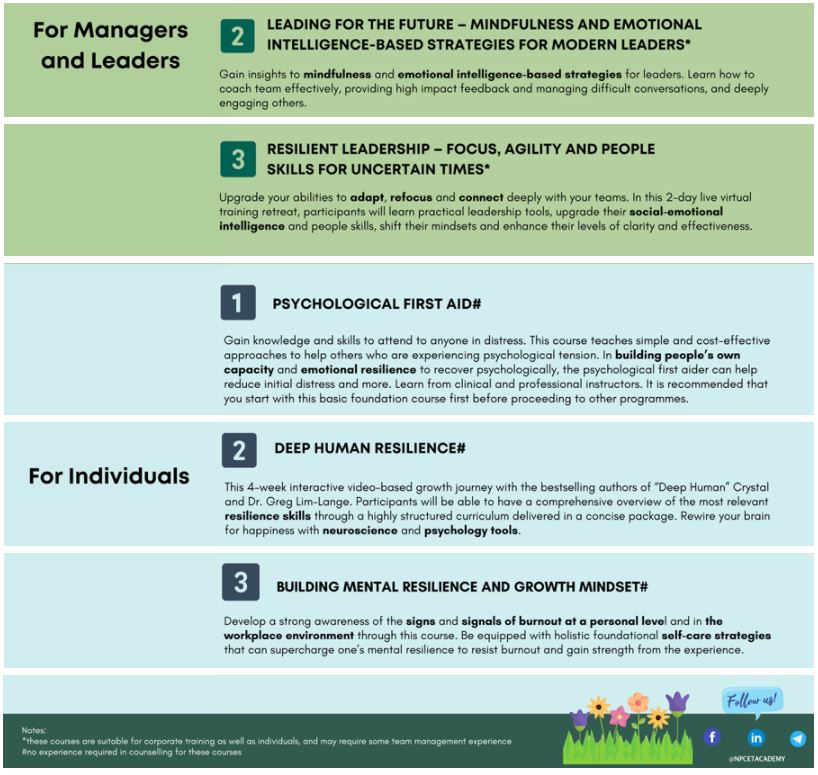 For Managers
and Leaders
2
LEADING FOR THE FUTURE – MINDFULNESS AND EMOTIONAL
INTELLIGENCE-BASED STRATEGIES FOR MODERN LEADERS*
Gain insights to mindfulness and emotional intelligence-based strategies for leaders. Learn how to
coach team effectively, providing high impact feedback and managing difficult conversations, and deeply
engaging others.
3
RESILIENT LEADERSHIP – FOCUS, AGILITY AND PEOPLE
SKILLS FOR UNCERTAIN TIMES*
Upgrade your abilities to adapt, refocus and connect deeply with your teams. In this 2-day live virtual
training retreat, participants will learn practical leadership tools, upgrade their social-emotional
intelligence and people skills, shift their mindsets and enhance their levels of clarity and effectiveness.
1
PSYCHOLOGICAL FIRST AID#
Gain knowledge and skills to attend to anyone in distress. This course teaches simple and cost-effective
approaches to help others who are experiencing psychological tension. In building people's own
capacity and emotional resilience to recover psychologically, the psychological first aider can help
reduce initial distress and more. Learn from clinical and professional instructors. It is recommended that
you start with this basic foundation course first before proceeding to other programmes.
For Individuals
2
DEEP HUMAN RESILIENCE#
This 4-week interactive video-based growth journey with the bestselling authors of "Deep Human" Crystal
and Dr. Greg Lim-Lange. Participants will be able to have a comprehensive overview of the most relevant
resilience skills through a highly structured curriculum delivered in a concise package. Rewire your brain
for happiness with neuroscience and psychology tools.
3
BUILDING MENTAL RESILIENCE AND GROWTH MINDSET#
Develop a strong awareness of the signs and signals of burnout at a personal level and in the
workplace environment through this course. Be equipped with holistic foundational self-care strategies
that can supercharge one's mental resilience to resist burnout and gain strength from the experience.
Follow us!
Notes:
*these courses are suitable for corporate training as well as individuals, and may require some team management experience
#no experience required in counselling for these courses
@NPCETACADEMY